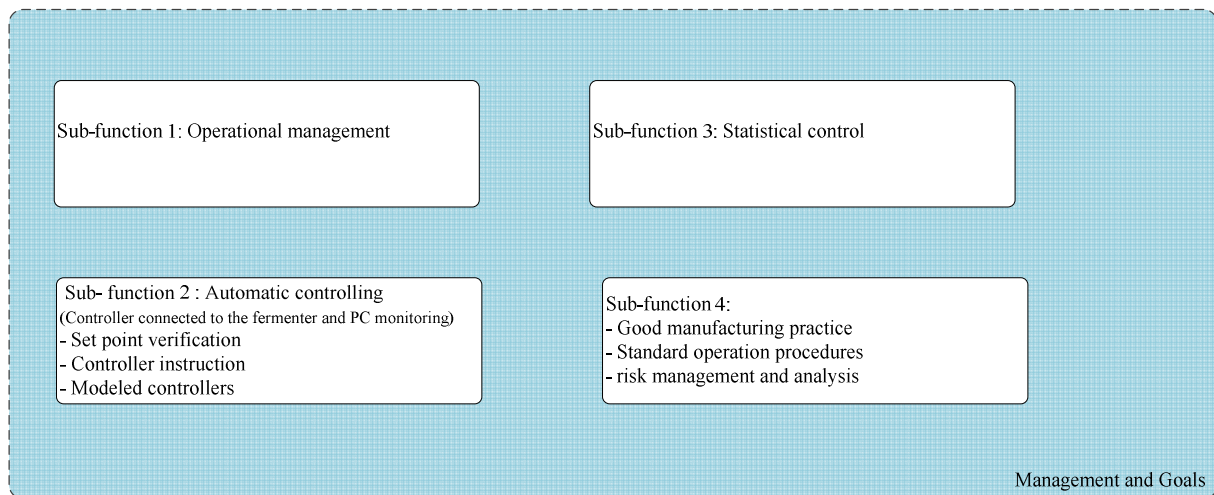 Sub-function 1: Operational management
Sub-function 3: Statistical control
Sub- function 2 : Automatic controlling
(Controller connected to the fermenter and PC monitoring)
- Set point verification
- Controller instruction
- Modeled controllers
Sub-function 4:
- Good manufacturing practice
- Standard operation procedures
- risk management and analysis
Management and Goals